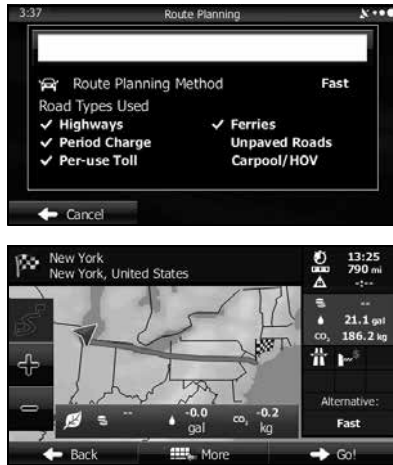 3:37 Route Planning
Route Planning Method Fast
Road Types Used
✓ Highways ✓ Ferries
✓ Period Charge Unpaved Roads
✓ Per-use Toll Carpool/HOV
Cancel
New York
New York, United States
13:25
790 mi
-:--
--
21.1 gal
CO₂ 186.2 kg
S
-- -0.0 gal CO₂ -0.2 kg
Alternative:
Fast
Back More Go!